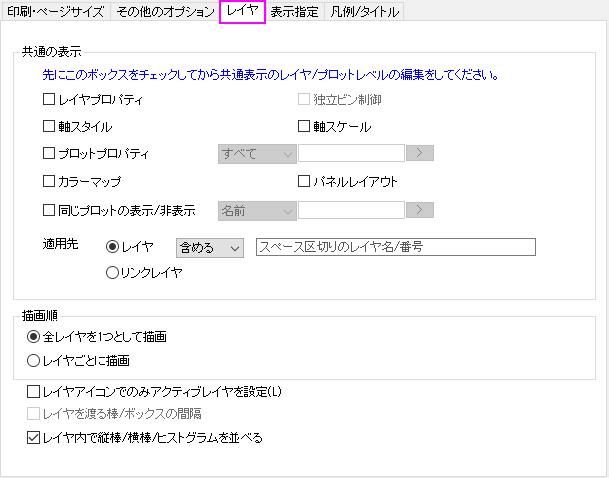 印刷・ページサイズ その他のオプション レイヤ 表示指定 凡例/タイトル
共通の表示
先にこのボックスをチェックしてから共通表示のレイヤ/プロットレベルの編集をしてください。
レイヤプロパティ 独立ビン制御
軸スタイル 軸スケール
プロットプロパティ すべて >
カラーマップ パネルレイアウト
同じプロットの表示/非表示 名前 >
適用先 レイヤ 含める スペース区切りのレイヤ名/番号
リンクレイヤ
描画順
全レイヤを1つとして描画
レイヤごとに描画
レイヤアイコンでのみアクティブレイヤを設定(L)
レイヤを渡る棒/ボックスの間隔
レイヤ内で縦棒/横棒/ヒストグラムを並べる